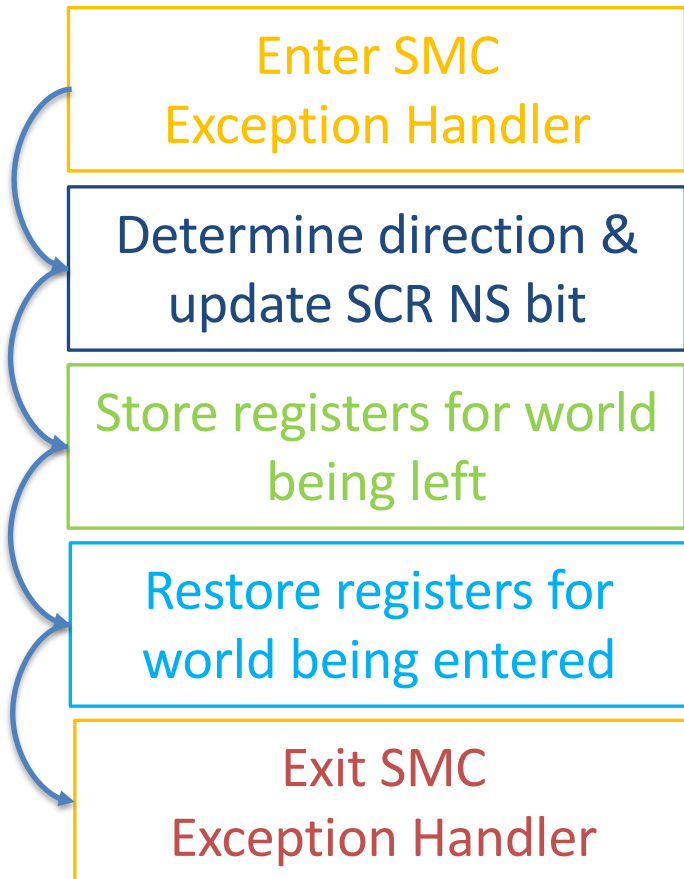 Enter SMC
Exception Handler
Determine direction &
update SCR NS bit
Store registers for world
being left
Restore registers for
world being entered
Exit SMC
Exception Handler